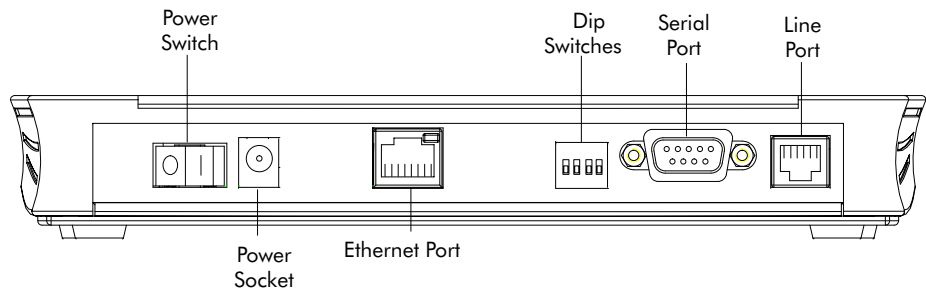 Power
Switch
Dip
Switches
Serial
Port
Line
Port
O |
Ethernet Port
Power
Socket